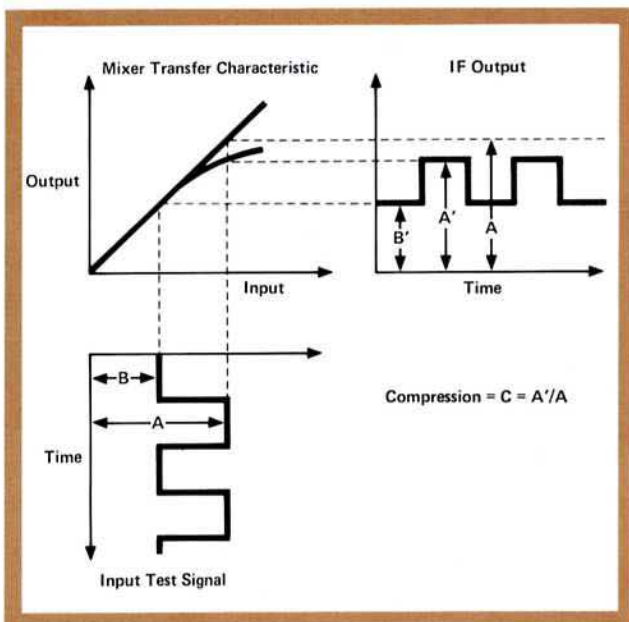 Mixer Transfer Characteristic
IF Output
Output
Input
B'
A'
A
Time
B
A
Time
Compression = C = A'/A
Input Test Signal